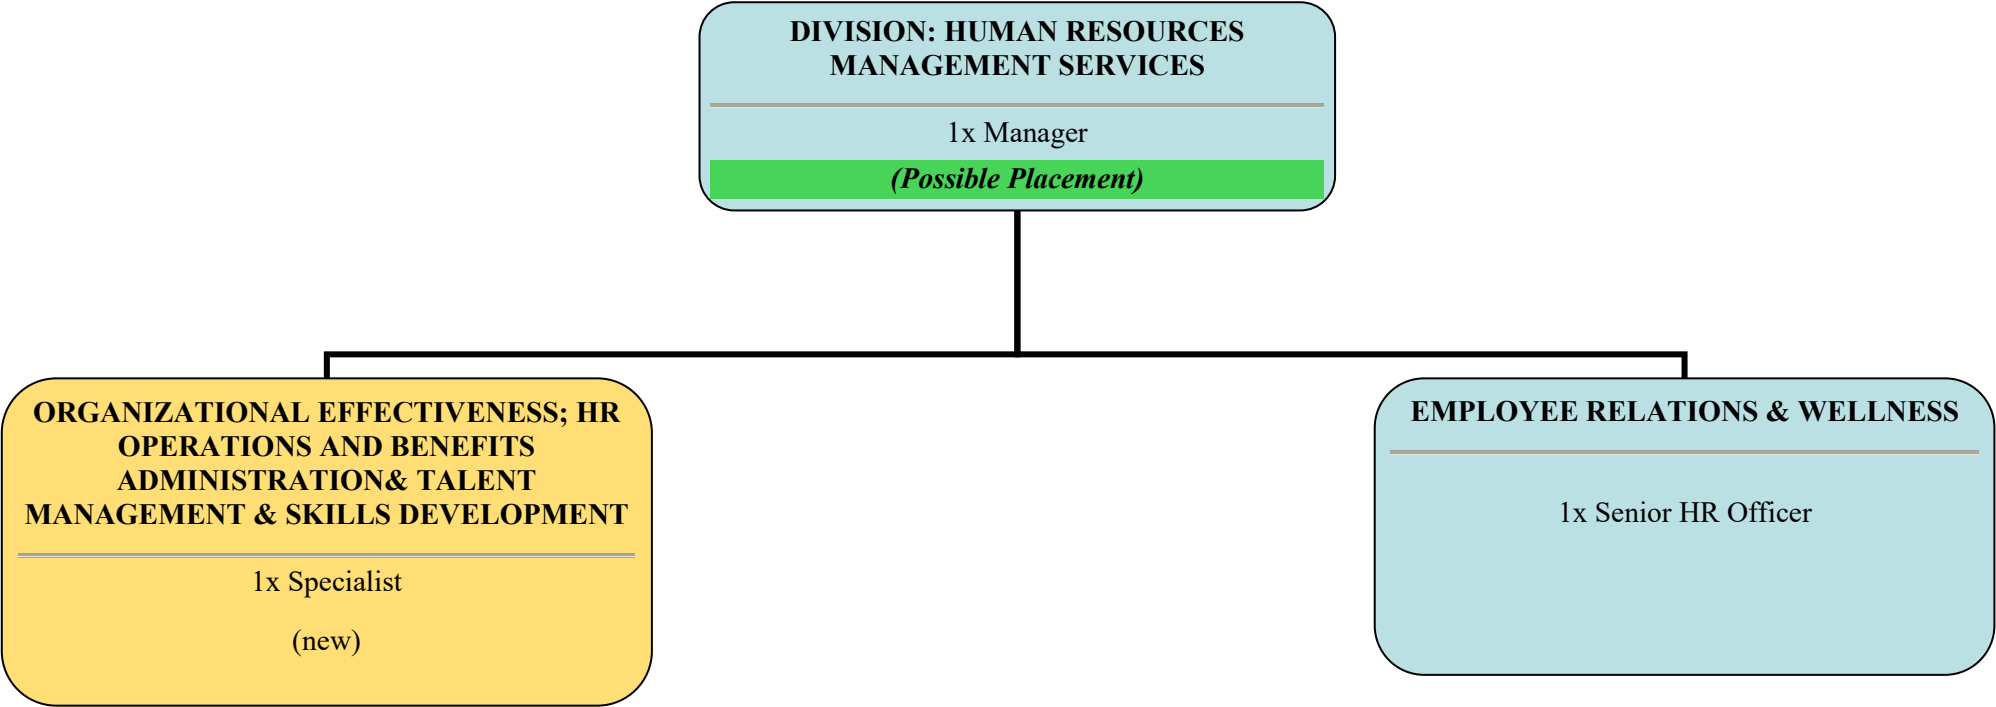 DIVISION: HUMAN RESOURCES
MANAGEMENT SERVICES
1x Manager
(Possible Placement)
ORGANIZATIONAL EFFECTIVENESS; HR
OPERATIONS AND BENEFITS
ADMINISTRATION& TALENT
MANAGEMENT & SKILLS DEVELOPMENT
1x Specialist
(new)
EMPLOYEE RELATIONS & WELLNESS
1x Senior HR Officer